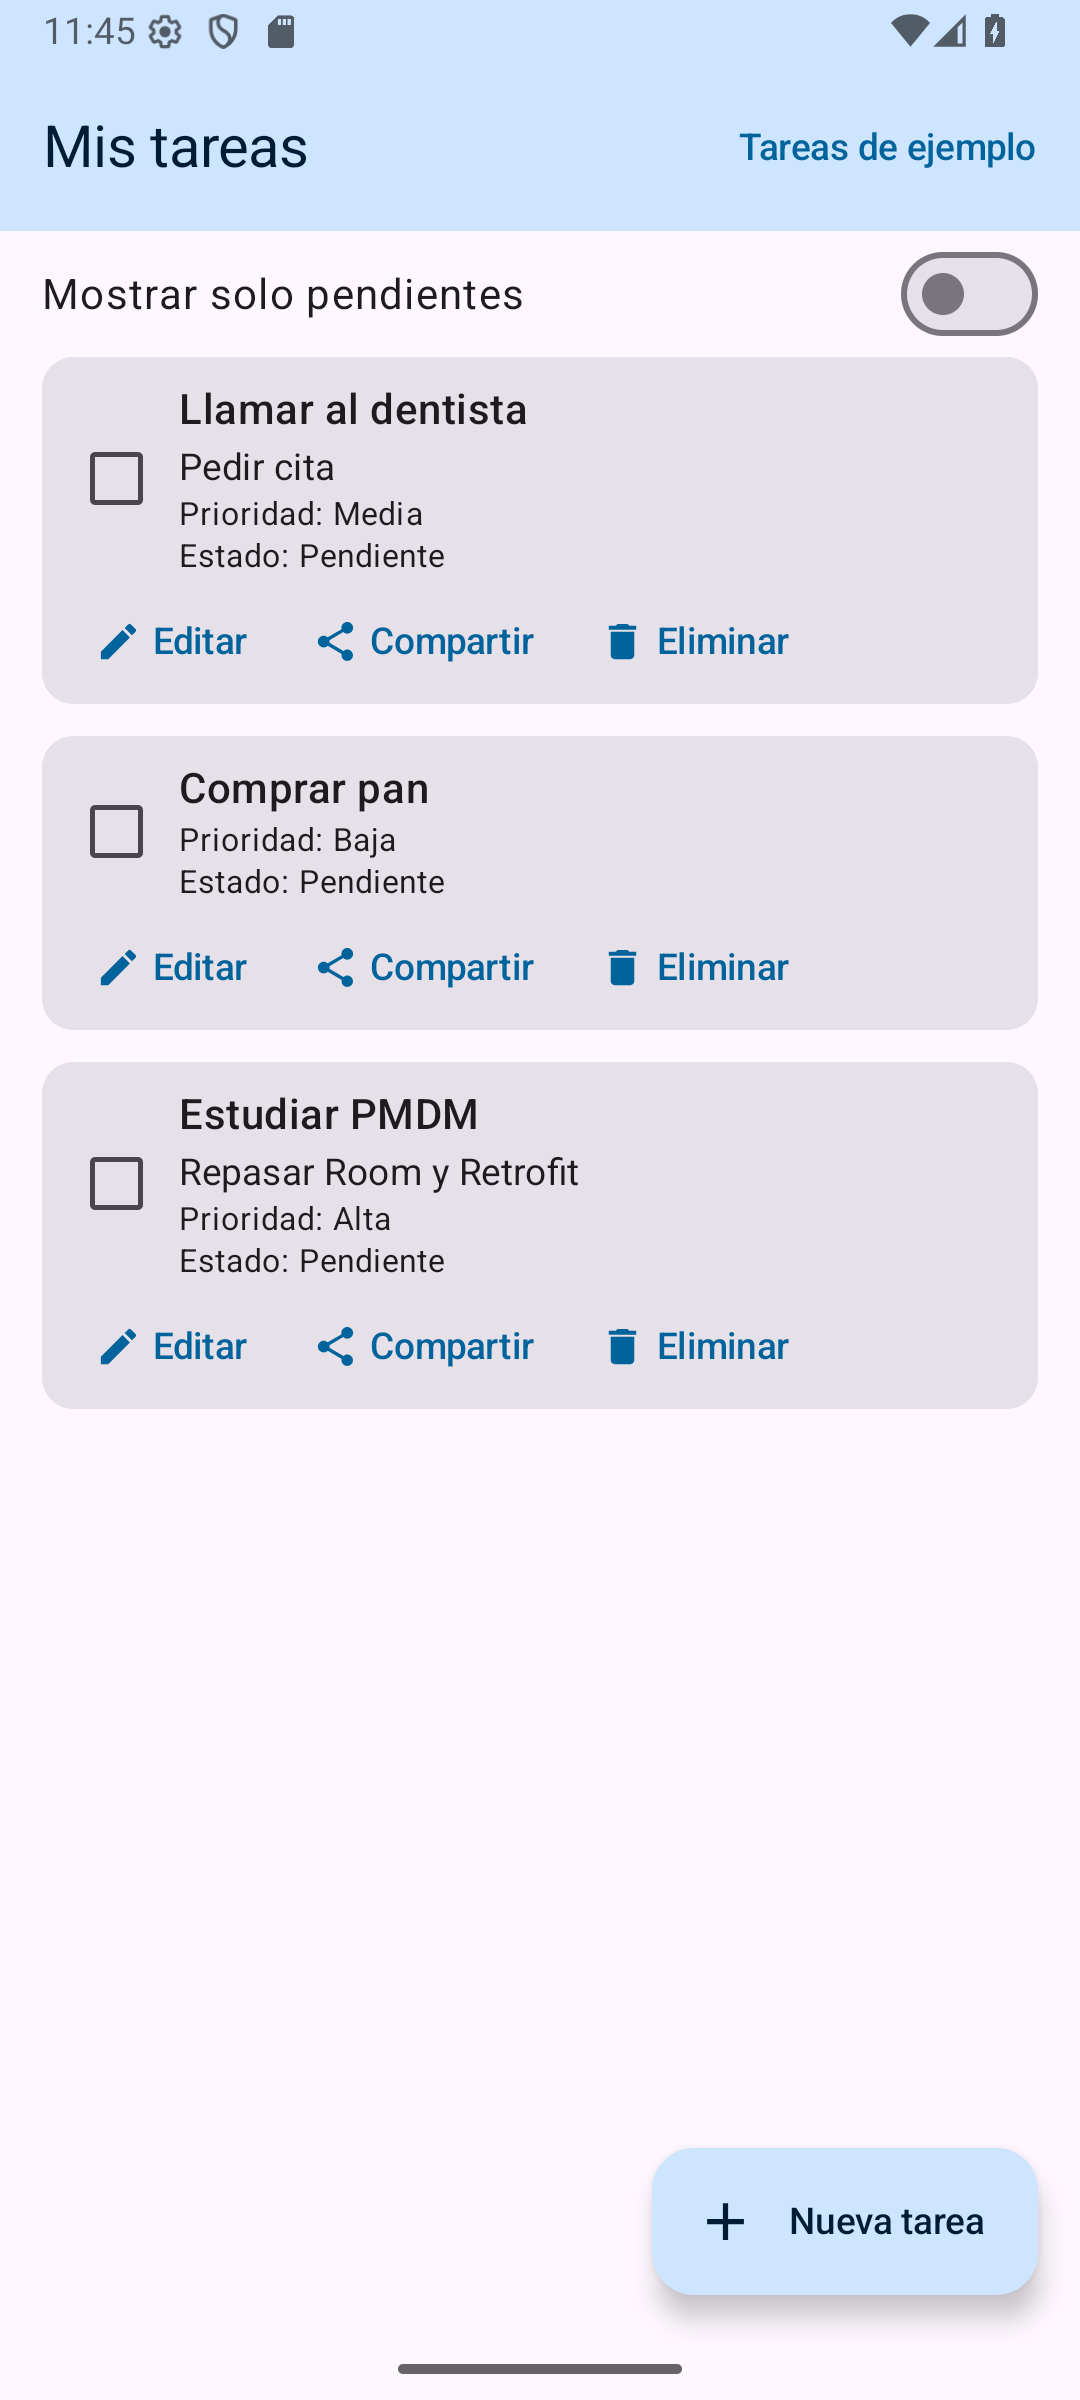 11:45
Mis tareas
Tareas de ejemplo
Mostrar solo pendientes
Llamar al dentista
Pedir cita
Prioridad: Media
Estado: Pendiente
Editar Compartir Eliminar
Comprar pan
Prioridad: Baja
Estado: Pendiente
Editar Compartir Eliminar
Estudiar PMDM
Repasar Room y Retrofit
Prioridad: Alta
Estado: Pendiente
Editar Compartir Eliminar
Nueva tarea